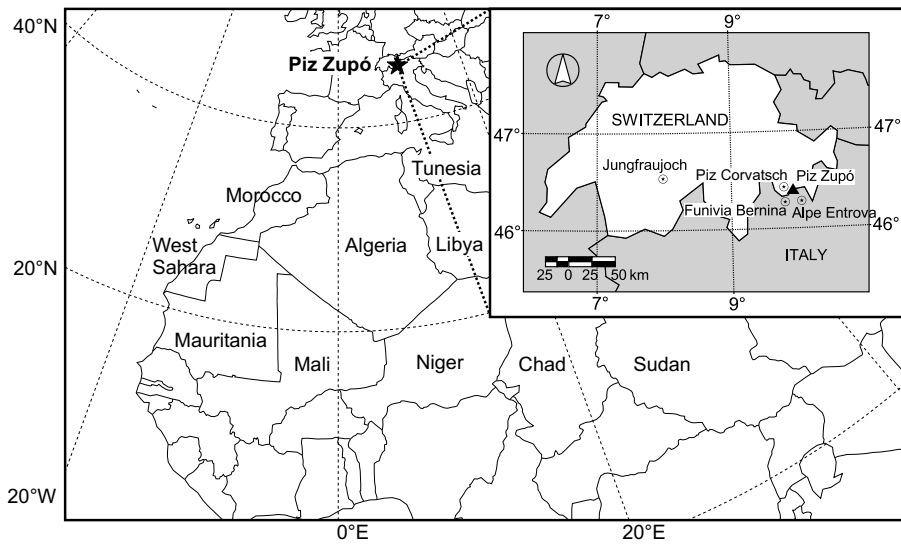 40°N
Piz Zupó
7°
9°
SWITZERLAND
47°
47°
Jungfraujoch
Piz Corvatsch
Piz Zupó
Funivia Bernina
Alpe Entrova
46°
46°
ITALY
25 0 25 50 km
7°
9°
Tunesia
Morocco
West
Sahara
Algeria
Libya
20°N
Mauritania
Mali
Niger
Chad
Sudan
20°W
0°E
20°E